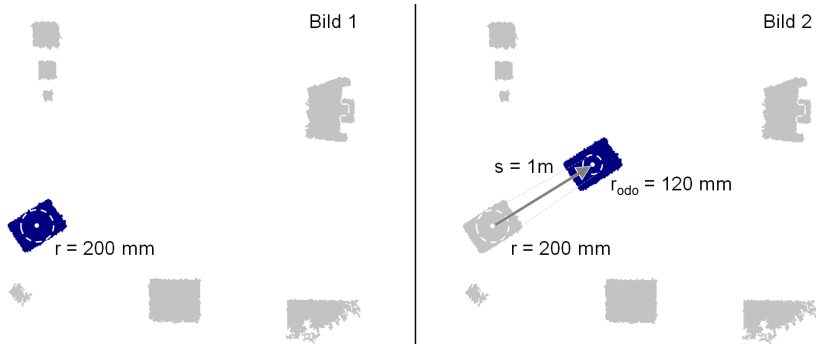 Bild 1
r = 200 mm
Bild 2
s = 1m
r_odo = 120 mm
r = 200 mm